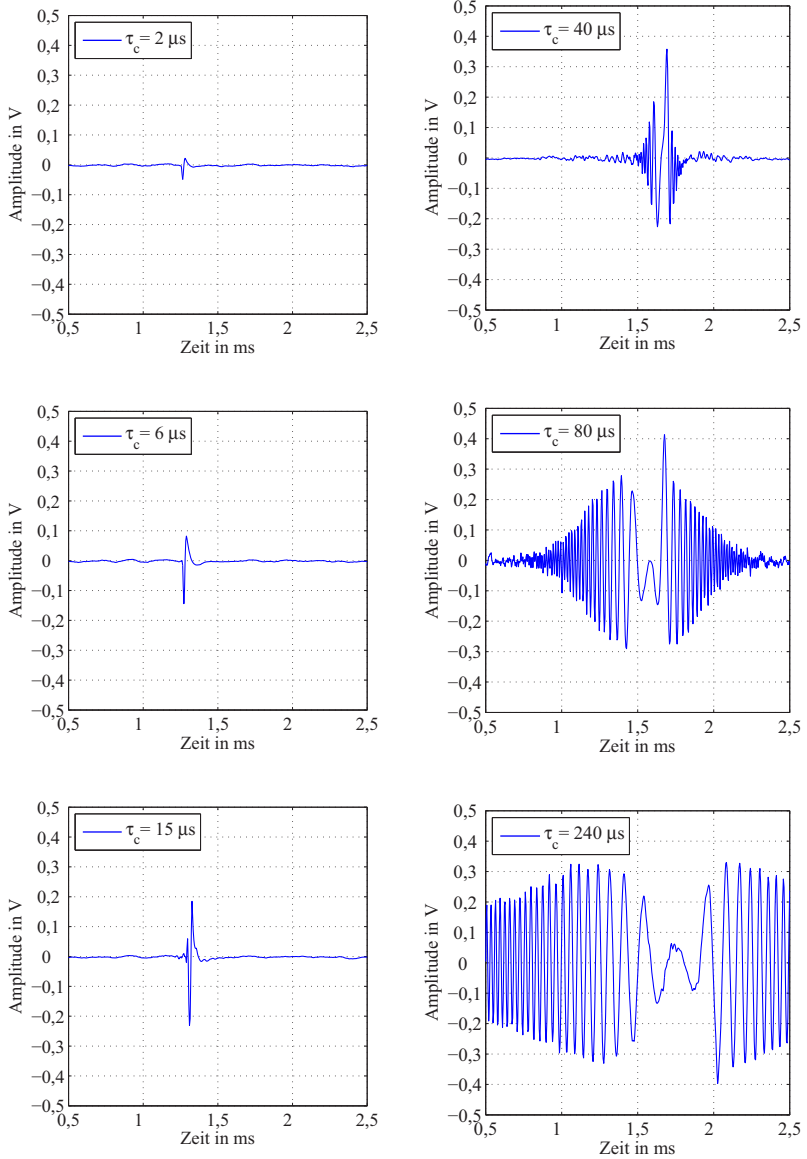 τc = 2 μs
0,5
0,4
0,3
0,2
0,1
0
−0,1
−0,2
−0,3
−0,4
−0,5
Amplitude in V
0,5 1 1,5 2 2,5
Zeit in ms
τc = 40 μs
0,5
0,4
0,3
0,2
0,1
0
−0,1
−0,2
−0,3
−0,4
−0,5
Amplitude in V
0,5 1 1,5 2 2,5
Zeit in ms
τc = 6 μs
0,5
0,4
0,3
0,2
0,1
0
−0,1
−0,2
−0,3
−0,4
−0,5
Amplitude in V
0,5 1 1,5 2 2,5
Zeit in ms
τc = 80 μs
0,5
0,4
0,3
0,2
0,1
0
−0,1
−0,2
−0,3
−0,4
−0,5
Amplitude in V
0,5 1 1,5 2 2,5
Zeit in ms
τc = 15 μs
0,5
0,4
0,3
0,2
0,1
0
−0,1
−0,2
−0,3
−0,4
−0,5
Amplitude in V
0,5 1 1,5 2 2,5
Zeit in ms
τc = 240 μs
0,5
0,4
0,3
0,2
0,1
0
−0,1
−0,2
−0,3
−0,4
−0,5
Amplitude in V
0,5 1 1,5 2 2,5
Zeit in ms